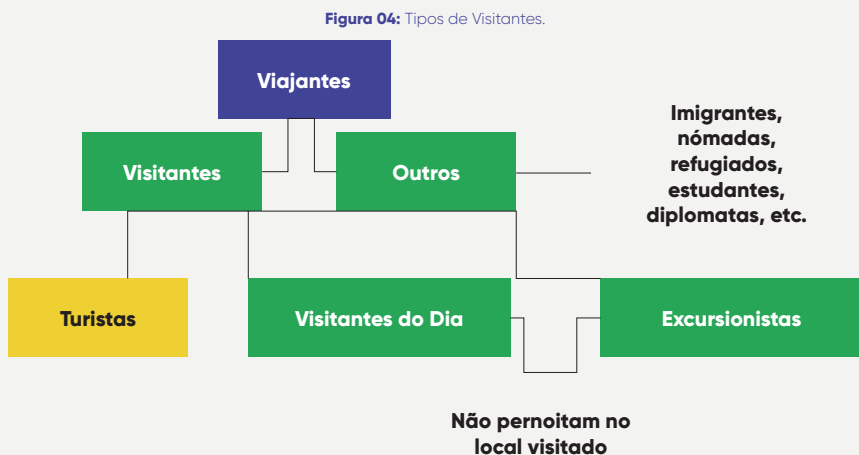 Figura 04: Tipos de Visitantes.
Viajantes
Visitantes
Outros
Imigrantes,
nómadas,
refugiados,
estudantes,
diplomatas, etc.
Turistas
Visitantes do Dia
Excursionistas
Não pernoitam no
local visitado